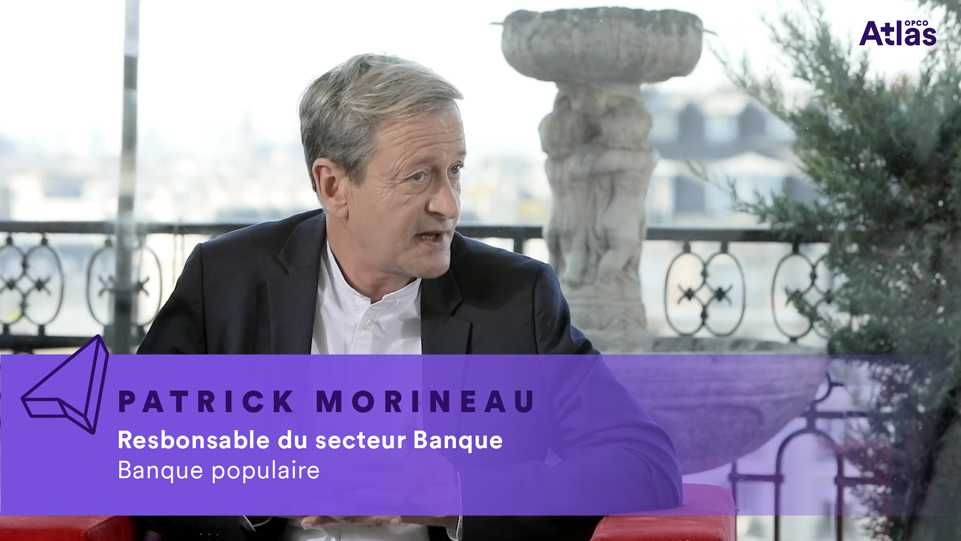 OPCO
Atlas
PATRICK MORINEAU
Resbonsable du secteur Banque
Banque populaire